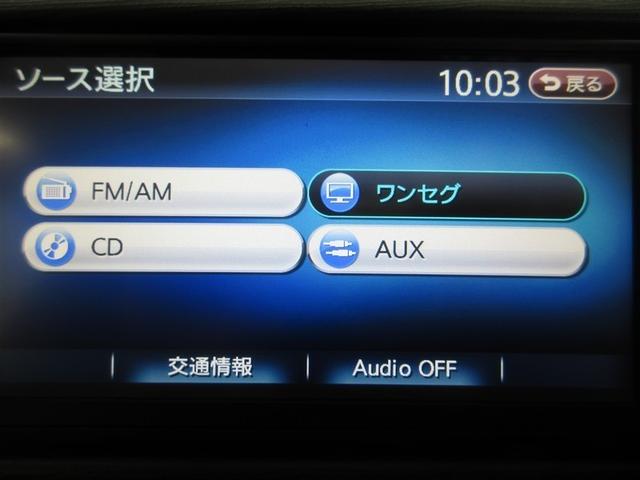 ソース選択 10:03 戻る
FM/AM ワンセグ
CD AUX
交通情報 Audio OFF